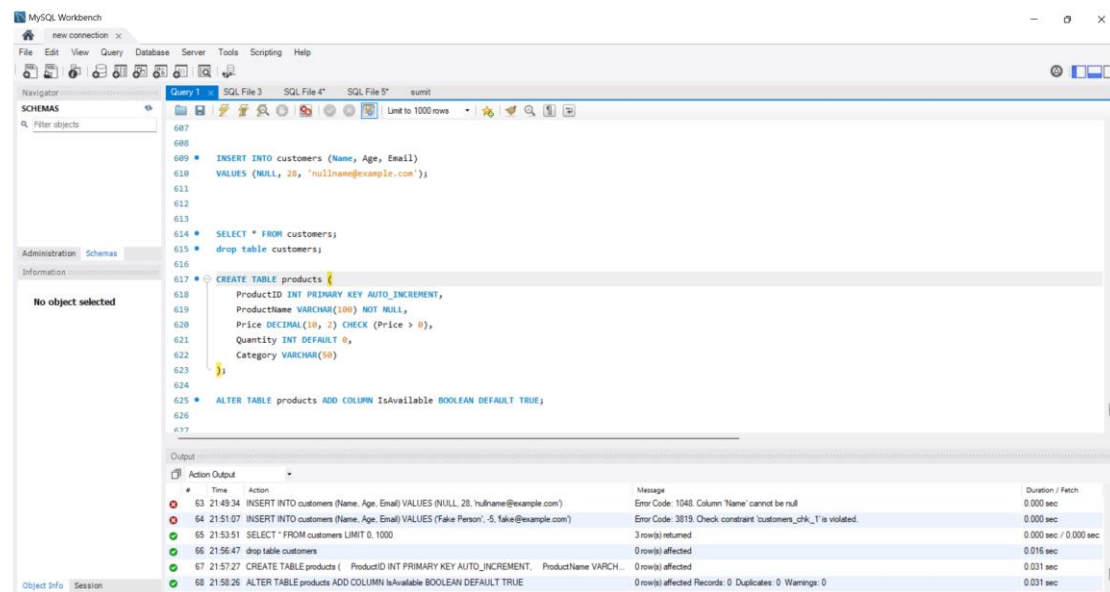 MySQL Workbench
new connection ×
File Edit View Query Database Server Tools Scripting Help
Navigator
SCHEMAS
Filter objects
Administration Schemas
Information
No object selected
Object Info Session
Query 1 × SQL File 3 SQL File 4* SQL File 5* sumit
Limit to 1000 rows
607
608
609 INSERT INTO customers (Name, Age, Email)
610 VALUES (NULL, 28, 'nullname@example.com');
611
612
613
614 SELECT * FROM customers;
615 drop table customers;
616
617 CREATE TABLE products (
618 ProductID INT PRIMARY KEY AUTO_INCREMENT,
619 ProductName VARCHAR(100) NOT NULL,
620 Price DECIMAL(10, 2) CHECK (Price > 0),
621 Quantity INT DEFAULT 0,
622 Category VARCHAR(50)
623 );
624
625 ALTER TABLE products ADD COLUMN IsAvailable BOOLEAN DEFAULT TRUE;
626
627
Output
Action Output
# Time Action Message Duration / Fetch
63 21:49:34 INSERT INTO customers (Name, Age, Email) VALUES (NULL, 28, 'nullname@example.com') Error Code: 1048. Column 'Name' cannot be null 0.000 sec
64 21:51:07 INSERT INTO customers (Name, Age, Email) VALUES ('Fake Person', -5, 'fake@example.com') Error Code: 3819. Check constraint 'customers_chk_1' is violated. 0.000 sec
65 21:53:51 SELECT * FROM customers LIMIT 0, 1000 3 row(s) returned 0.000 sec / 0.000 sec
66 21:56:47 drop table customers 0 row(s) affected 0.016 sec
67 21:57:27 CREATE TABLE products ( ProductID INT PRIMARY KEY AUTO_INCREMENT, ProductName VARCH... 0 row(s) affected 0.031 sec
68 21:58:26 ALTER TABLE products ADD COLUMN IsAvailable BOOLEAN DEFAULT TRUE 0 row(s) affected Records: 0 Duplicates: 0 Warnings: 0 0.031 sec